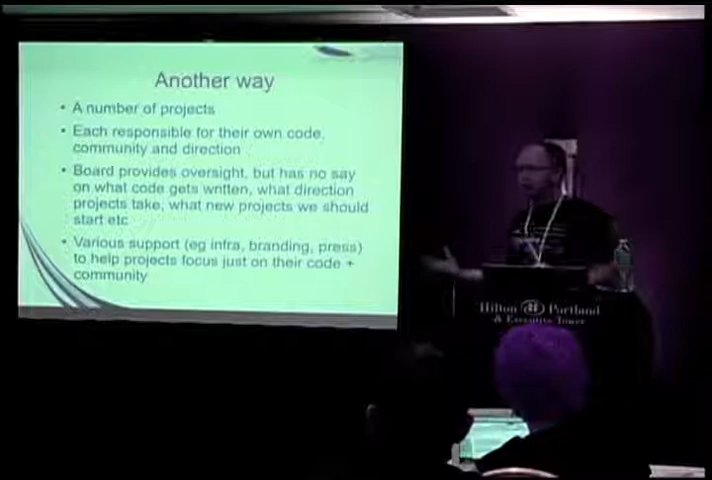 Another way
• A number of projects
• Each responsible for their own code,
community and direction
• Board provides oversight, but has no say
on what code gets written, what direction
projects take, what new projects we should
start etc
• Various support (eg infra, branding, press)
to help projects focus just on their code +
community
Hilton Portland
& Executive Tower